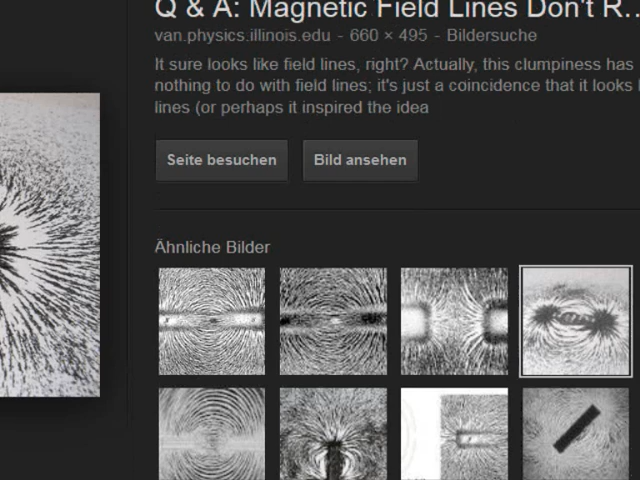 Q & A: Magnetic Field Lines Don't R...
van.physics.illinois.edu - 660 × 495 - Bildersuche
It sure looks like field lines, right? Actually, this clumpiness has
nothing to do with field lines; it's just a coincidence that it looks
lines (or perhaps it inspired the idea
Seite besuchen
Bild ansehen
Ähnliche Bilder